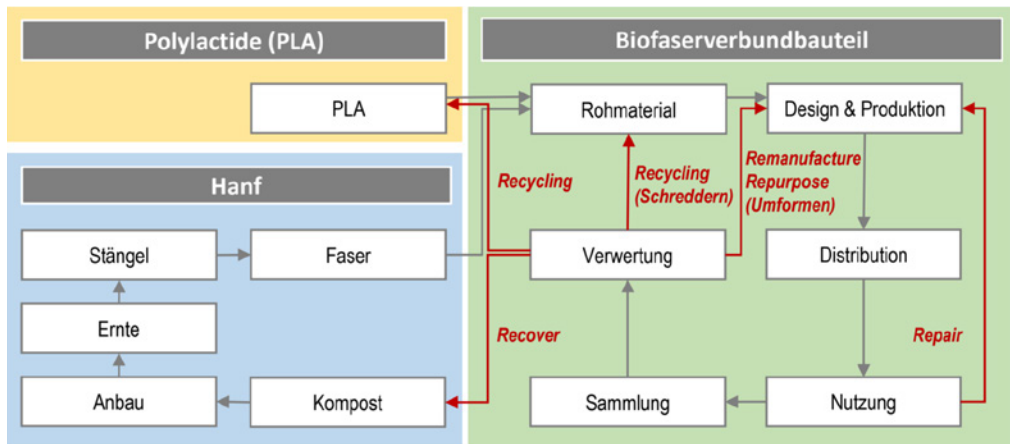 Polylactide (PLA)
PLA
Hanf
Stängel
Faser
Ernte
Anbau
Kompost
Biofaserverbundbauteil
Rohmaterial
Design & Produktion
Recycling
Recycling
(Schreddern)
Remanufacture
Repurpose
(Umformen)
Verwertung
Distribution
Recover
Repair
Sammlung
Nutzung